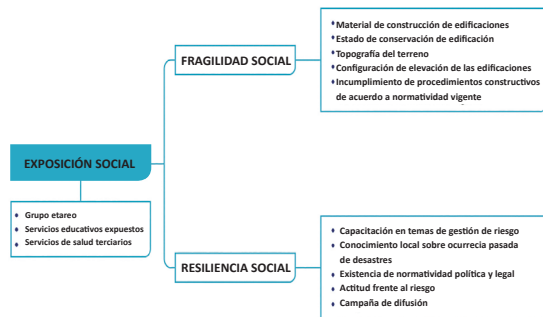 EXPOSICIÓN SOCIAL
Grupo etareo
Servicios educativos expuestos
Servicios de salud terciarios
FRAGILIDAD SOCIAL
Material de construcción de edificaciones
Estado de conservación de edificación
Topografía del terreno
Configuración de elevación de las edificaciones
Incumplimiento de procedimientos constructivos
de acuerdo a normatividad vigente
RESILIENCIA SOCIAL
Capacitación en temas de gestión de riesgo
Conocimiento local sobre ocurrecia pasada
de desastres
Existencia de normatividad política y legal
Actitud frente al riesgo
Campaña de difusión